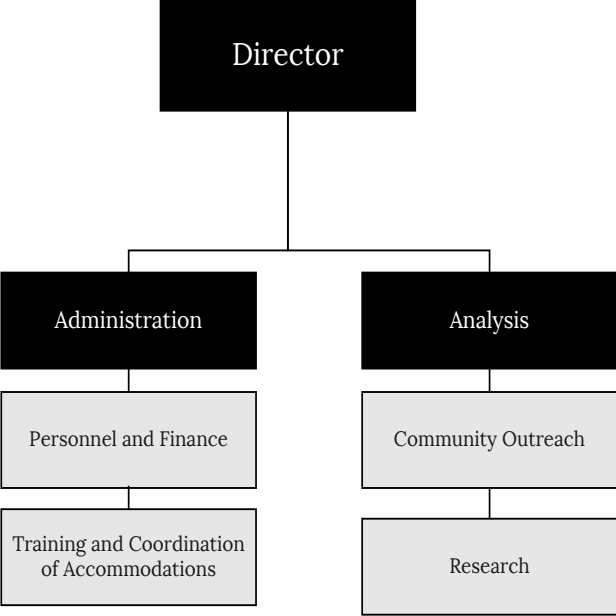 Director
Administration
Analysis
Personnel and Finance
Community Outreach
Training and Coordination
of Accommodations
Research